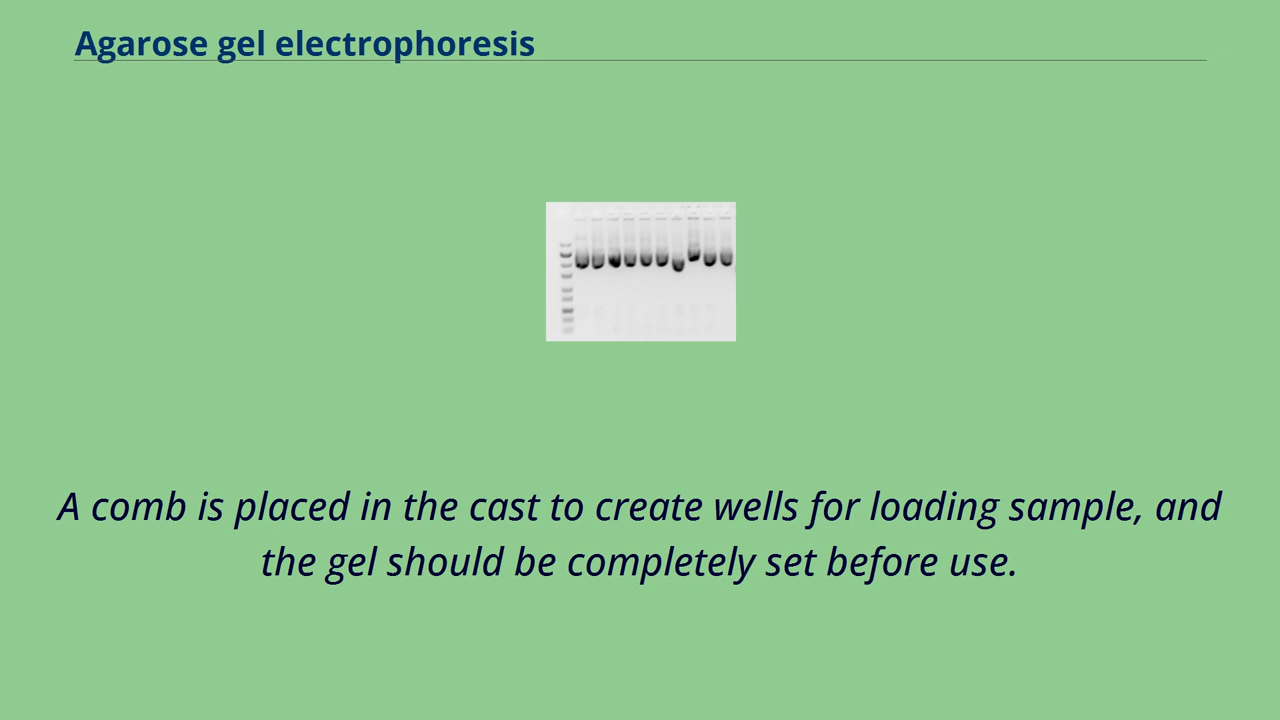 Agarose gel electrophoresis
A comb is placed in the cast to create wells for loading sample, and
the gel should be completely set before use.